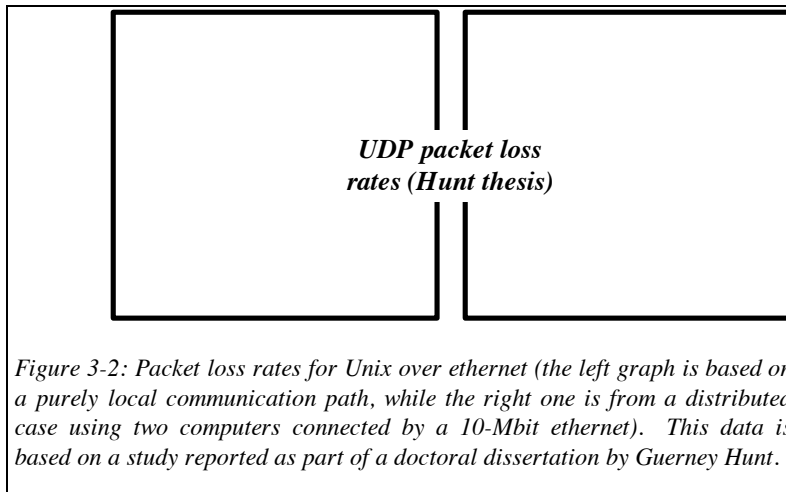 UDP packet loss
rates (Hunt thesis)
Figure 3-2: Packet loss rates for Unix over ethernet (the left graph is based on
a purely local communication path, while the right one is from a distributed
case using two computers connected by a 10-Mbit ethernet). This data is
based on a study reported as part of a doctoral dissertation by Guerney Hunt.